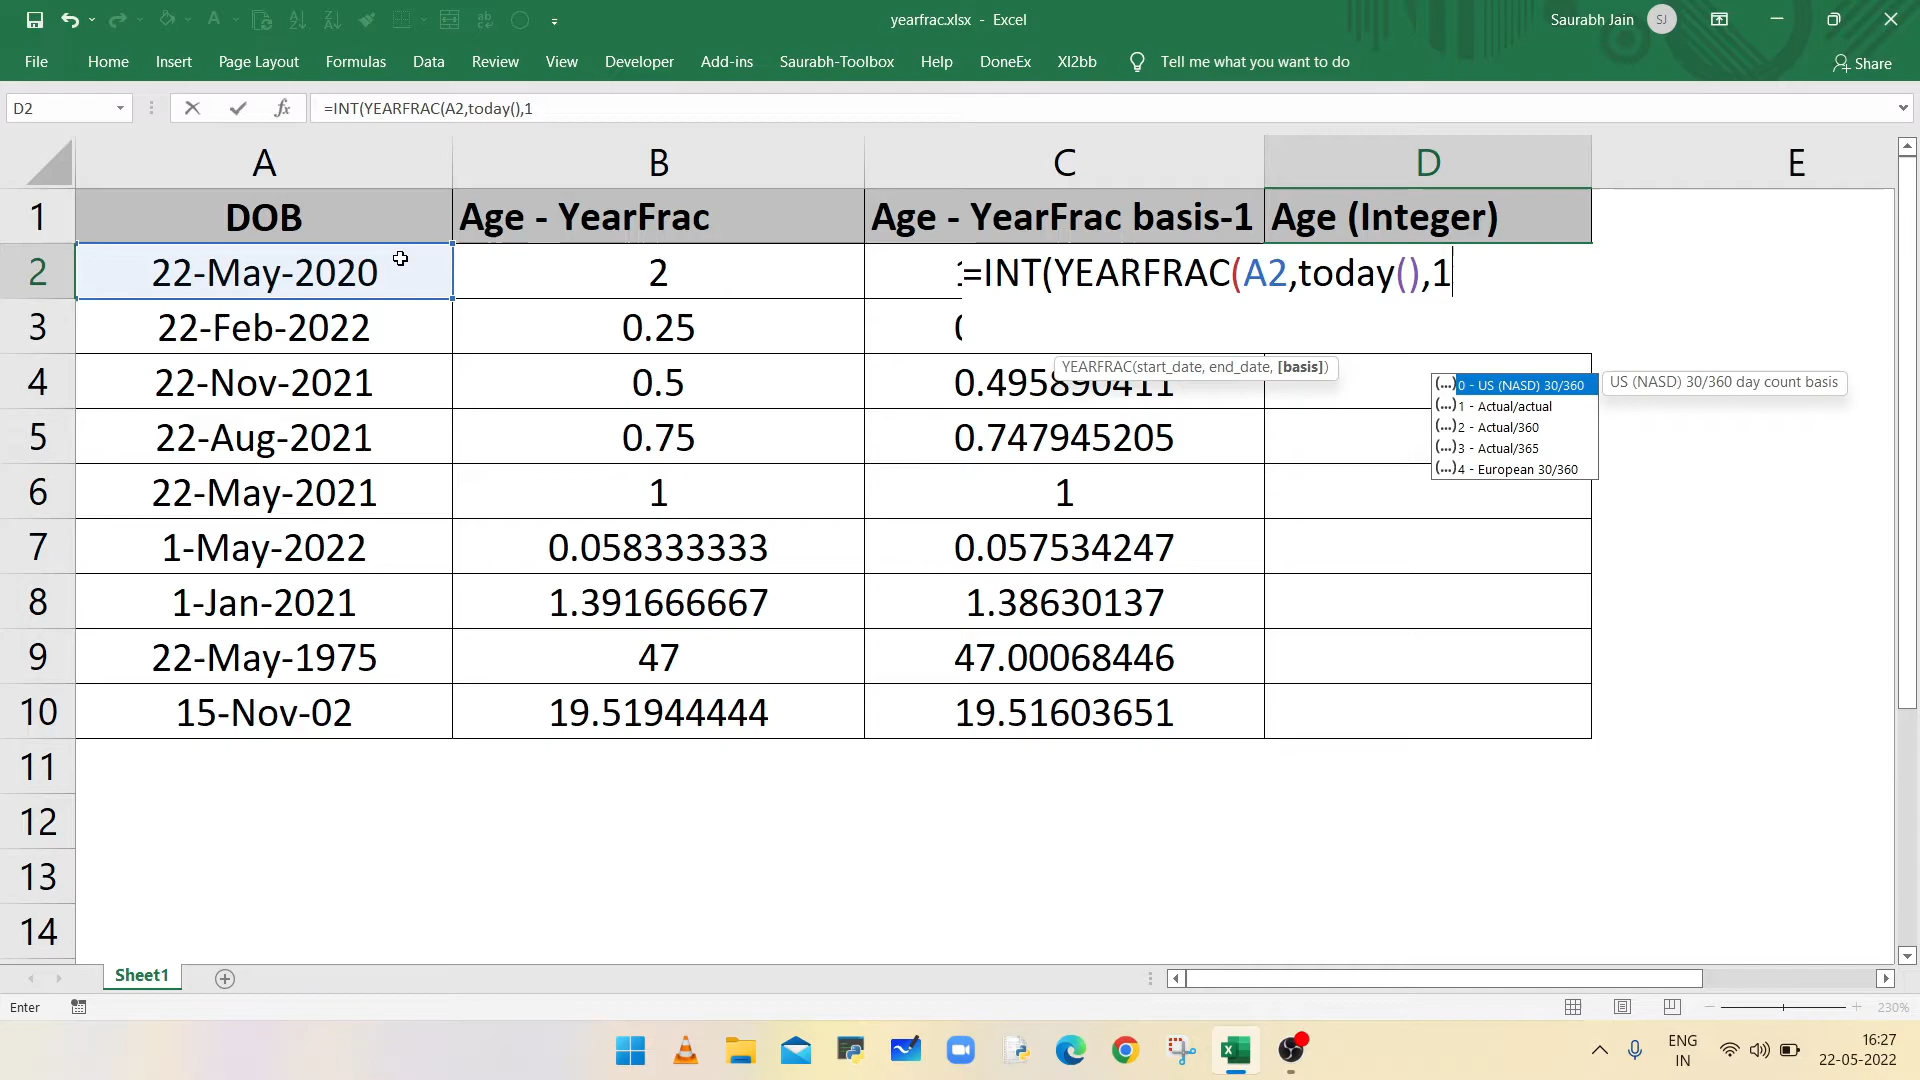 yearfrac.xlsx - Excel
Saurabh Jain SJ
File Home Insert Page Layout Formulas Data Review View Developer Add-ins Saurabh-Toolbox Help DoneEx Xl2bb Tell me what you want to do Share
D2 fx =INT(YEARFRAC(A2,today(),1
A B C D E
1 DOB Age - YearFrac Age - YearFrac basis-1 Age (Integer)
2 22-May-2020 2 =INT(YEARFRAC(A2,today(),1
3 22-Feb-2022 0.25
YEARFRAC(start_date, end_date, [basis])
4 22-Nov-2021 0.5 0.495890411
(...) 0 - US (NASD) 30/360 US (NASD) 30/360 day count basis
(...) 1 - Actual/actual
(...) 2 - Actual/360
(...) 3 - Actual/365
(...) 4 - European 30/360
5 22-Aug-2021 0.75 0.747945205
6 22-May-2021 1 1
7 1-May-2022 0.058333333 0.057534247
8 1-Jan-2021 1.391666667 1.38630137
9 22-May-1975 47 47.00068446
10 15-Nov-02 19.51944444 19.51603651
11
12
13
14
Sheet1
Enter 230%
ENG 16:27
IN 22-05-2022